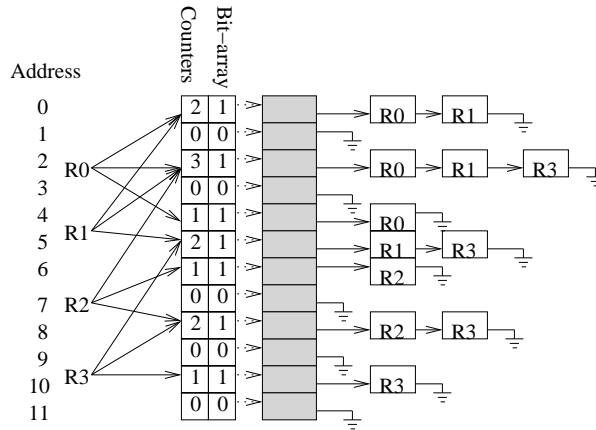 Counters
Bit-array
Address
0 2 1 R0 R1
1 0 0
2 R0 3 1 R0 R1 R3
3 0 0
4 1 1 R0
5 R1 2 1 R1 R3
6 1 1 R2
7 R2 0 0
8 2 1 R2 R3
9 0 0
10 R3 1 1 R3
11 0 0